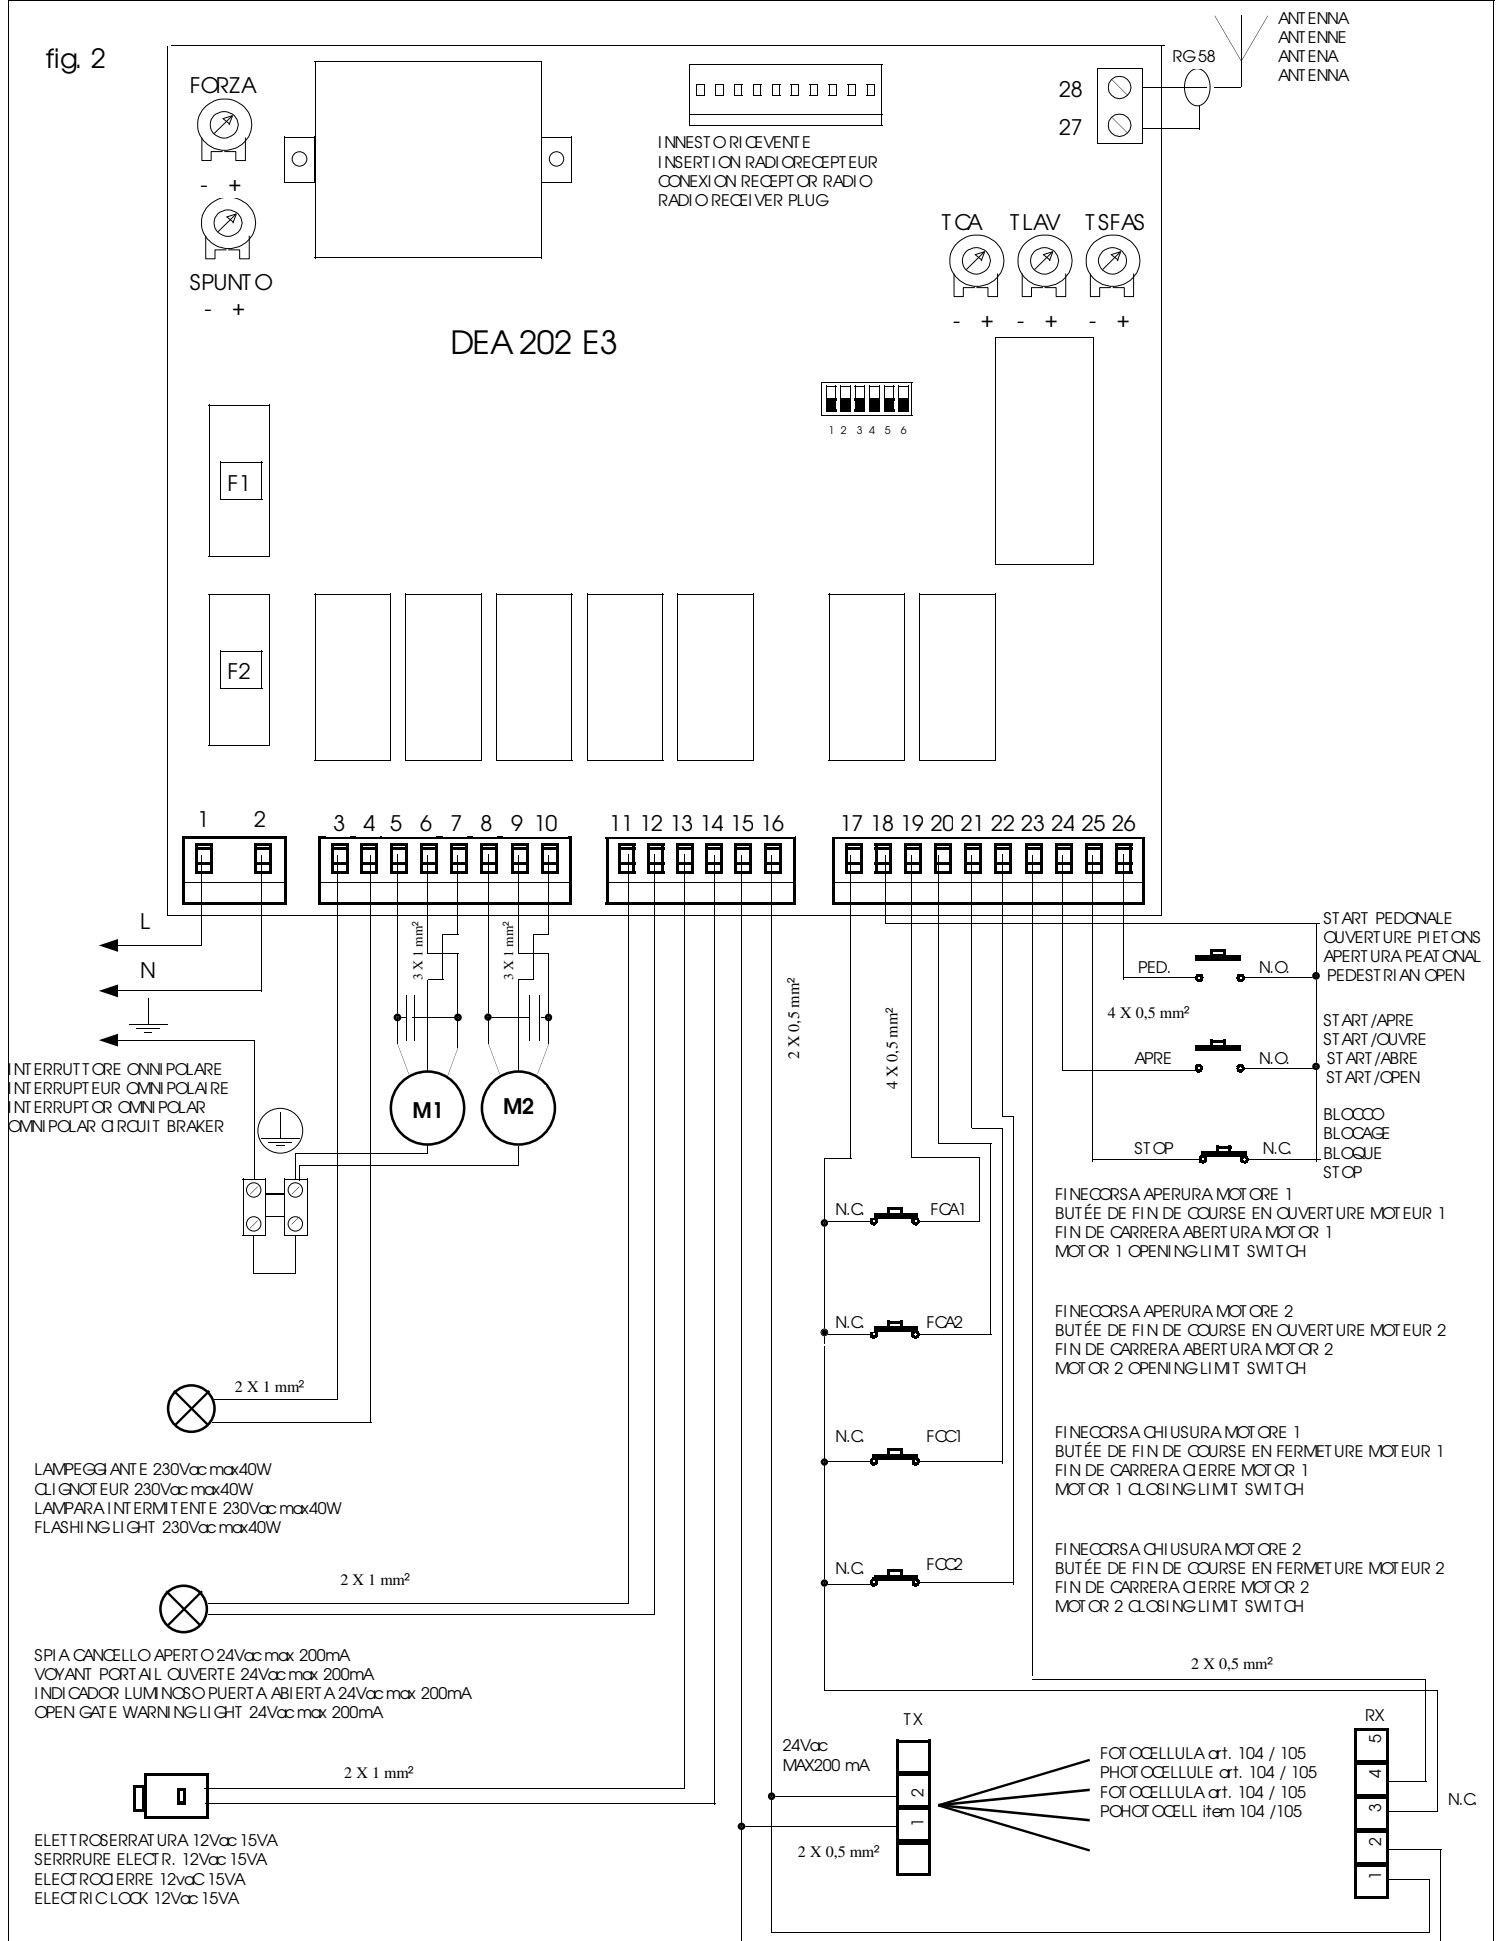 fig. 2
FORZA
- +
SPUNTO
- +
INNESTO RICEVENTE
INSERTION RADIORECEPTEUR
CONEXION RECEPTOR RADIO
RADIO RECEIVER PLUG
28
27
RG58
ANTENNA
ANTENNE
ANTENA
ANTENNA
TCA TLAV TSFAS
- + - + - +
DEA 202 E3
1 2 3 4 5 6
F1
F2
1 2 3 4 5 6 7 8 9 10 11 12 13 14 15 16 17 18 19 20 21 22 23 24 25 26
L
N
3 X 1 mm²
3 X 1 mm²
2 X 0,5 mm²
4 X 0,5 mm²
START PEDONALE
OUVERTURE PIETONS
APERTURA PEATONAL
PEDESTRIAN OPEN
PED. N.O.
4 X 0,5 mm²
START/APRE
START/OUVRE
START/ABRE
START/OPEN
APRE N.O.
BLOCCO
BLOCAGE
BLOQUE
STOP
STOP N.C.
INTERRUTTORE ONNIPOLARE
INTERRUPTEUR OMNIPOLAIRE
INTERRUPTOR OMNIPOLAR
OMNIPOLAR CIRCUIT BRAKER
M1
M2
N.C. FCA1
FINECORSA APERURA MOTORE 1
BUTÉE DE FIN DE COURSE EN OUVERTURE MOTEUR 1
FIN DE CARRERA ABERTURA MOTOR 1
MOTOR 1 OPENING LIMIT SWITCH
N.C. FCA2
FINECORSA APERURA MOTORE 2
BUTÉE DE FIN DE COURSE EN OUVERTURE MOTEUR 2
FIN DE CARRERA ABERTURA MOTOR 2
MOTOR 2 OPENING LIMIT SWITCH
N.C. FCC1
FINECORSA CHIUSURA MOTORE 1
BUTÉE DE FIN DE COURSE EN FERMETURE MOTEUR 1
FIN DE CARRERA CIERRE MOTOR 1
MOTOR 1 CLOSING LIMIT SWITCH
N.C. FCC2
FINECORSA CHIUSURA MOTORE 2
BUTÉE DE FIN DE COURSE EN FERMETURE MOTEUR 2
FIN DE CARRERA CIERRE MOTOR 2
MOTOR 2 CLOSING LIMIT SWITCH
2 X 1 mm²
LAMPEGGIANTE 230Vac max40W
CLIGNOTEUR 230Vac max40W
LAMPARA INTERMITENTE 230Vac max40W
FLASHING LIGHT 230Vac max40W
2 X 1 mm²
SPIA CANCELLO APERTO 24Vac max 200mA
VOYANT PORTAIL OUVERTE 24Vac max 200mA
INDICADOR LUMINOSO PUERTA ABIERTA 24Vac max 200mA
OPEN GATE WARNING LIGHT 24Vac max 200mA
2 X 1 mm²
ELETTROSERRATURA 12Vac 15VA
SERRRURE ELECTR. 12Vac 15VA
ELECTROCIERRE 12vaC 15VA
ELECTRIC LOCK 12Vac 15VA
2 X 0,5 mm²
24Vac
MAX200 mA
TX
2
1
2 X 0,5 mm²
FOTOCELLULA art. 104 / 105
PHOTOCELLULE art. 104 / 105
FOTOCELLULA art. 104 / 105
POHOTOCELL item 104 /105
RX
5
4
3
2
1
N.C.